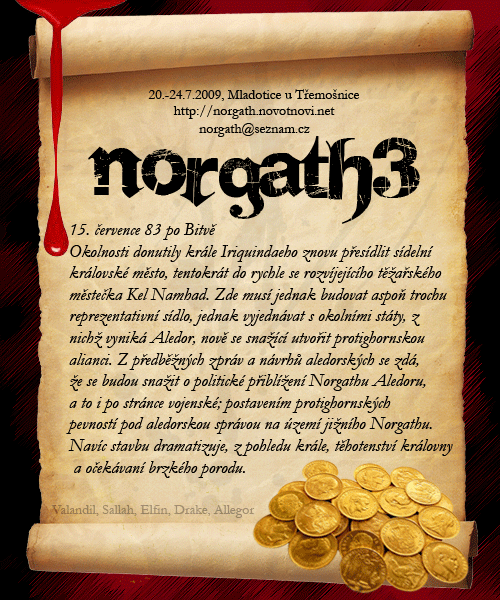 20.-24.7.2009, Mladotice u Třemošnice
http://norgath.novotnovi.net
norgath@seznam.cz
norgath3
15. července 83 po Bitvě
Okolnosti donutily krále Iriquindaeho znovu přesídlit sídelní
královské město, tentokrát do rychle se rozvíjejícího těžařského
městečka Kel Namhad. Zde musí jednak budovat aspoň trochu
reprezentativní sídlo, jednak vyjednávat s okolními státy, z
nichž vyniká Aledor, nově se snažící utvořit protighornskou
alianci. Z předběžných zpráv a návrhů aledorských se zdá,
že se budou snažit o politické přiblížení Norgathu Aledoru,
a to i po stránce vojenské; postavením protighornských
pevností pod aledorskou správou na území jižního Norgathu.
Navíc stavbu dramatizuje, z pohledu krále, těhotenství královny
a očekávaní brzkého porodu.
Valandil, Sallah, Elfin, Drake, Allegor